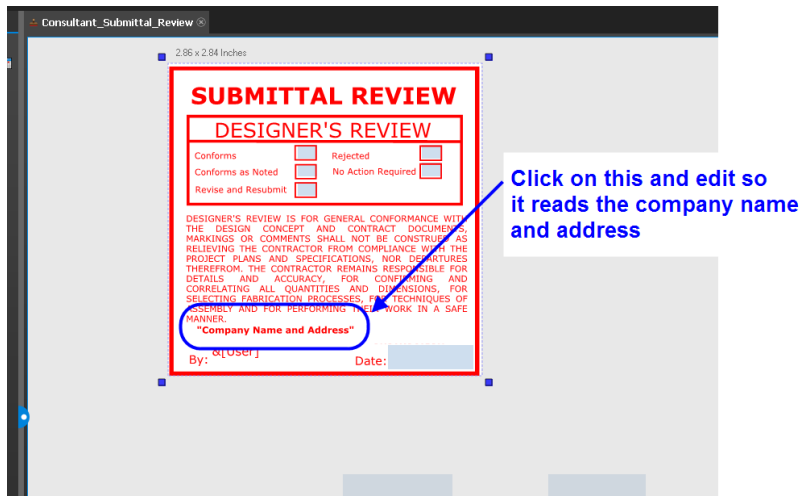 Consultant_Submittal_Review
2.86 x 2.84 Inches
SUBMITTAL REVIEW
DESIGNER'S REVIEW
Conforms
Rejected
Conforms as Noted
No Action Required
Revise and Resubmit
Click on this and edit so
it reads the company name
and address
DESIGNER'S REVIEW IS FOR GENERAL CONFORMANCE WITH
THE DESIGN CONCEPT AND CONTRACT DOCUMENTS,
MARKINGS OR COMMENTS SHALL NOT BE CONSTRUED AS
RELIEVING THE CONTRACTOR FROM COMPLIANCE WITH THE
PROJECT PLANS AND SPECIFICATIONS, NOR DEPARTURES
THEREFROM. THE CONTRACTOR REMAINS RESPONSIBLE FOR
DETAILS AND ACCURACY, FOR CONFIRMING AND
CORRELATING ALL QUANTITIES AND DIMENSIONS, FOR
SELECTING FABRICATION PROCESSES, FOR TECHNIQUES OF
ASSEMBLY AND FOR PERFORMING THEIR WORK IN A SAFE
MANNER.
"Company Name and Address"
By: &[User]
Date: